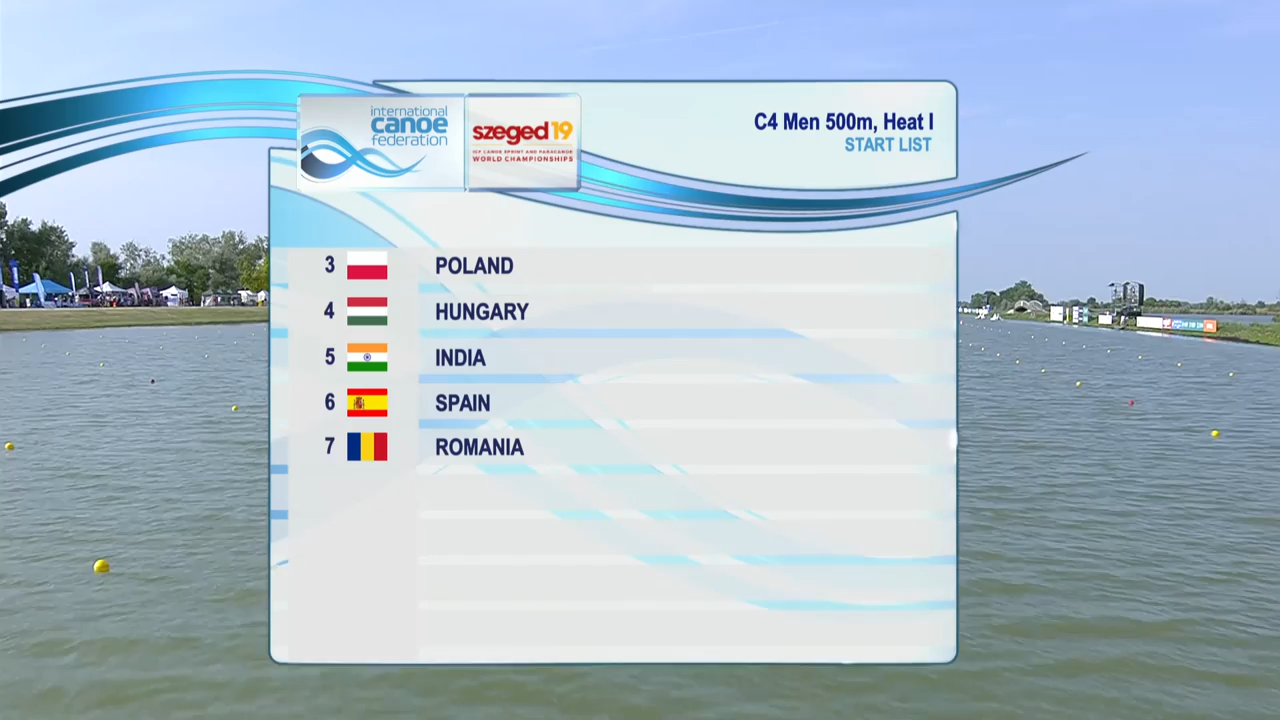 international
canoe
federation
szeged19
ICF CANOE SPRINT AND PARACANOE
WORLD CHAMPIONSHIPS
C4 Men 500m, Heat I
START LIST
3 POLAND
4 HUNGARY
5 INDIA
6 SPAIN
7 ROMANIA